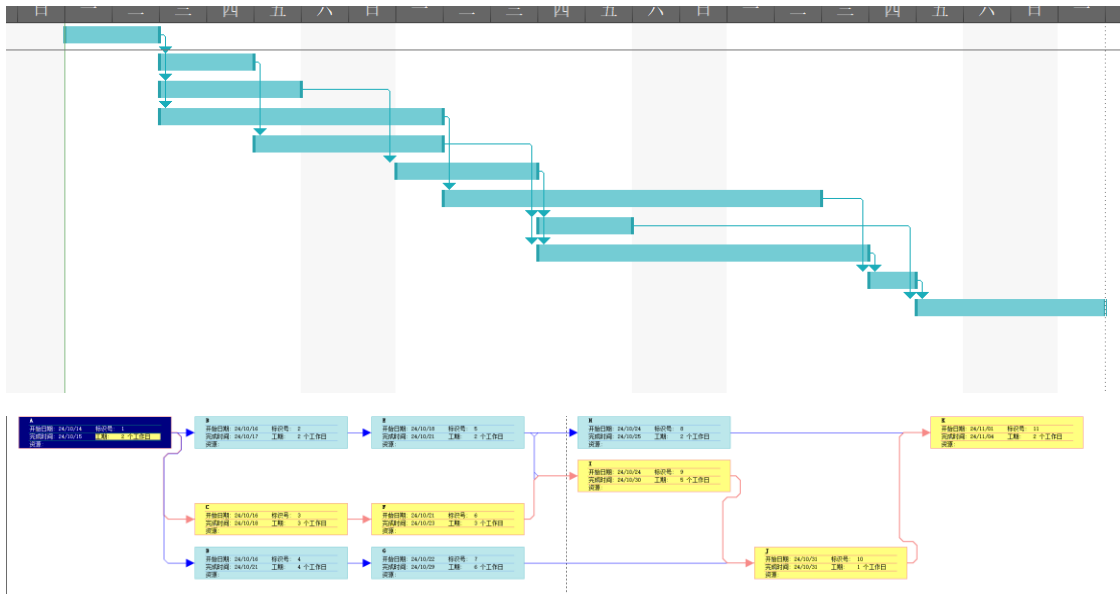 日 一 二 三 四 五 六 日 一 二 三 四 五 六 日 一 二 三 四 五 六 日 一
A
开始日期: 24/10/14 标识号: 1
完成时间: 24/10/15 工期: 2 个工作日
资源:
B
开始日期: 24/10/16 标识号: 2
完成时间: 24/10/17 工期: 2 个工作日
资源:
E
开始日期: 24/10/18 标识号: 5
完成时间: 24/10/21 工期: 2 个工作日
资源:
H
开始日期: 24/10/24 标识号: 8
完成时间: 24/10/25 工期: 2 个工作日
资源:
K
开始日期: 24/11/01 标识号: 11
完成时间: 24/11/04 工期: 2 个工作日
资源:
I
开始日期: 24/10/24 标识号: 9
完成时间: 24/10/30 工期: 5 个工作日
资源:
C
开始日期: 24/10/16 标识号: 3
完成时间: 24/10/18 工期: 3 个工作日
资源:
F
开始日期: 24/10/21 标识号: 6
完成时间: 24/10/23 工期: 3 个工作日
资源:
D
开始日期: 24/10/16 标识号: 4
完成时间: 24/10/21 工期: 4 个工作日
资源:
G
开始日期: 24/10/22 标识号: 7
完成时间: 24/10/29 工期: 6 个工作日
资源:
J
开始日期: 24/10/31 标识号: 10
完成时间: 24/10/31 工期: 1 个工作日
资源: